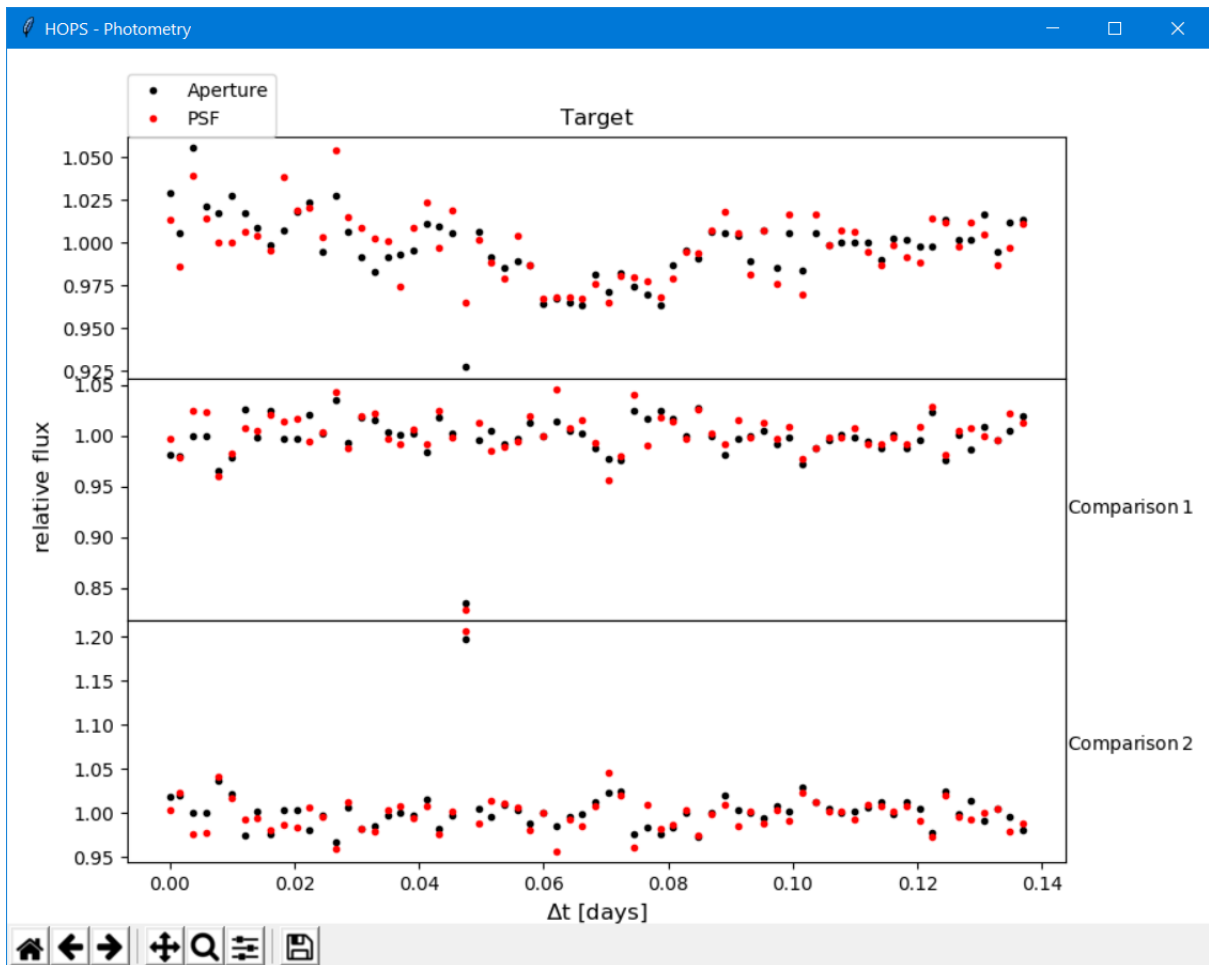 HOPS - Photometry
Aperture
PSF
Target
1.050
1.025
1.000
0.975
0.950
0.925
1.05
1.00
0.95
0.90
0.85
relative flux
Comparison 1
1.20
1.15
1.10
1.05
1.00
0.95
Comparison 2
0.00 0.02 0.04 0.06 0.08 0.10 0.12 0.14
Δt [days]